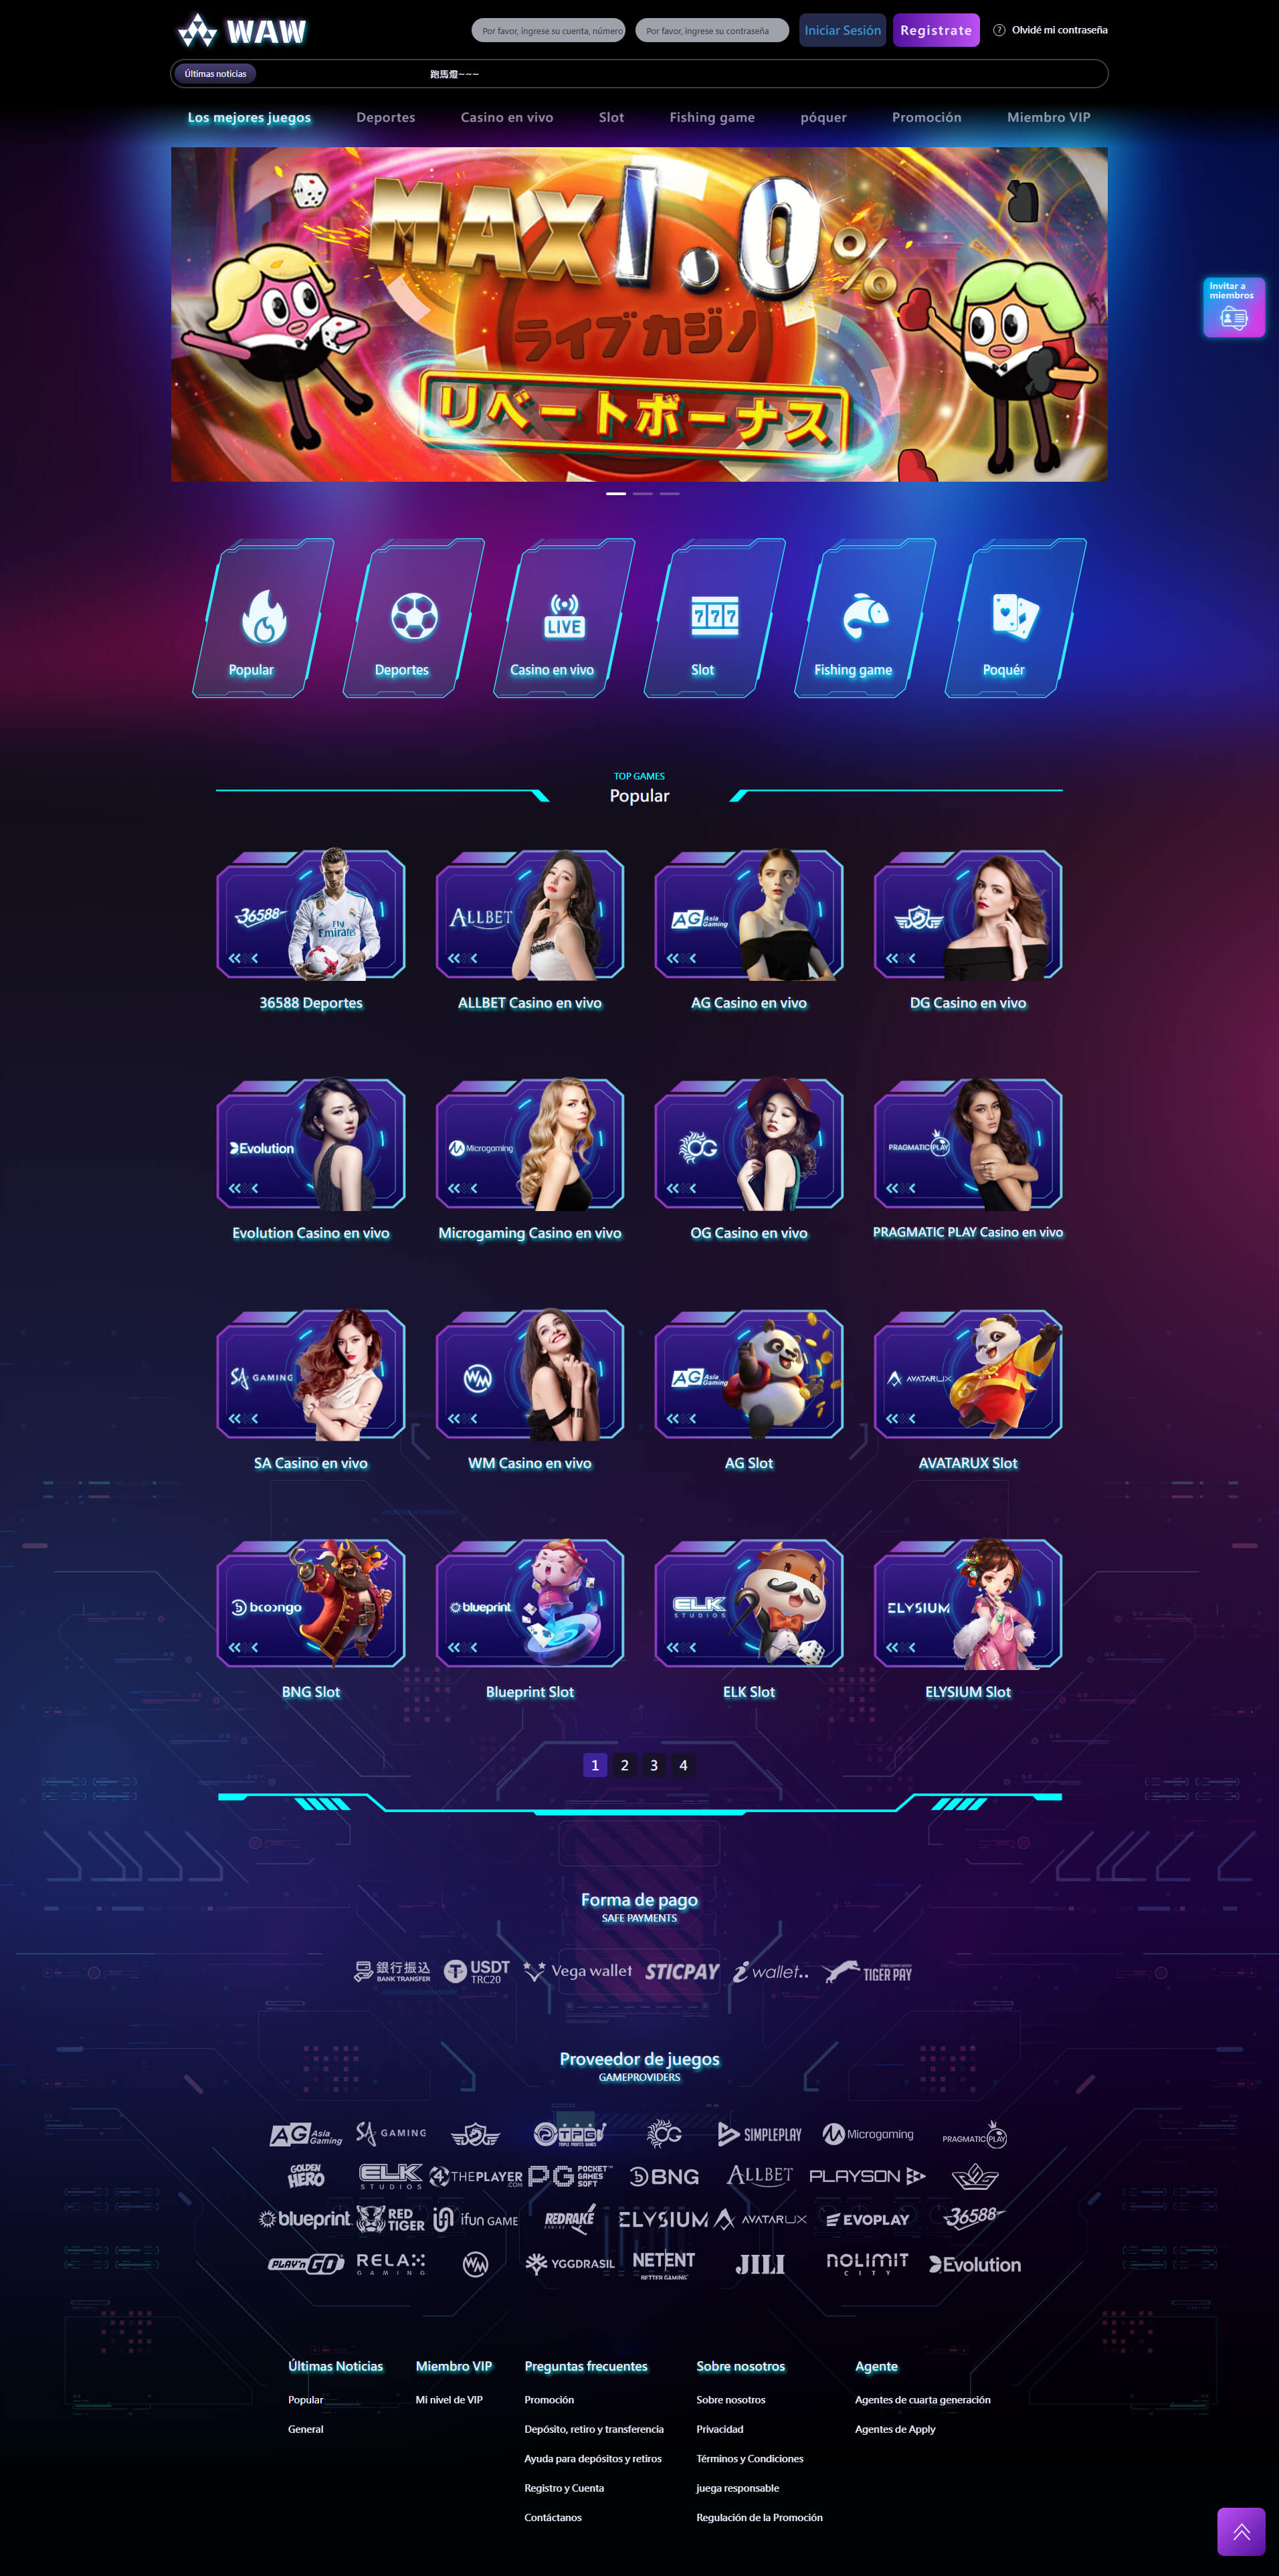 WAW
Por favor, ingrese su cuenta, número
Por favor, ingrese su contraseña
Iniciar Sesión
Registrate
Olvidé mi contraseña
Últimas noticias
跑馬燈~~~
Los mejores juegos
Deportes
Casino en vivo
Slot
Fishing game
póquer
Promoción
Miembro VIP
MAX1.0%
ライブカジノ
リベートボーナス
Invitar a
miembros
LIVE
777
Popular
Deportes
Casino en vivo
Slot
Fishing game
Poquér
TOP GAMES
Popular
36588
Fly
Emirates
ALLBET
AG Asia
Gaming
36588 Deportes
ALLBET Casino en vivo
AG Casino en vivo
DG Casino en vivo
Evolution
Microgaming
OG
PRAGMATIC PLAY
Evolution Casino en vivo
Microgaming Casino en vivo
OG Casino en vivo
PRAGMATIC PLAY Casino en vivo
SA GAMING
WM
AG Asia
Gaming
AVATARUX
SA Casino en vivo
WM Casino en vivo
AG Slot
AVATARUX Slot
booongo
blueprint
ELK
STUDIOS
ELYSIUM
BNG Slot
Blueprint Slot
ELK Slot
ELYSIUM Slot
1 2 3 4
Forma de pago
SAFE PAYMENTS
銀行振込
BANK TRANSFER
USDT
TRC20
Vega wallet
STICPAY
i wallet..
TIGER PAY
Proveedor de juegos
GAMEPROVIDERS
AG Asia
Gaming
SA GAMING
TPG
TRIPLE PROFITS GAMES
OG
SIMPLEPLAY
Microgaming
PRAGMATIC PLAY
GOLDEN
HERO
ELK
STUDIOS
4THEPLAYER
.COM
PG POCKET
GAMES
SOFT
BNG
ALLBET
PLAYSON
blueprint
RED
TIGER
ifun GAME
REDRAKE
GAMING
ELYSIUM
AVATARUX
EVOPLAY
36588
PLAY'n GO
RELAX
GAMING
WM
YGGDRASIL
NETENT
BETTER GAMING
JILI
NOLIMIT
CITY
Evolution
Últimas Noticias
Popular
General
Miembro VIP
Mi nivel de VIP
Preguntas frecuentes
Promoción
Depósito, retiro y transferencia
Ayuda para depósitos y retiros
Registro y Cuenta
Contáctanos
Sobre nosotros
Sobre nosotros
Privacidad
Términos y Condiciones
juega responsable
Regulación de la Promoción
Agente
Agentes de cuarta generación
Agentes de Apply